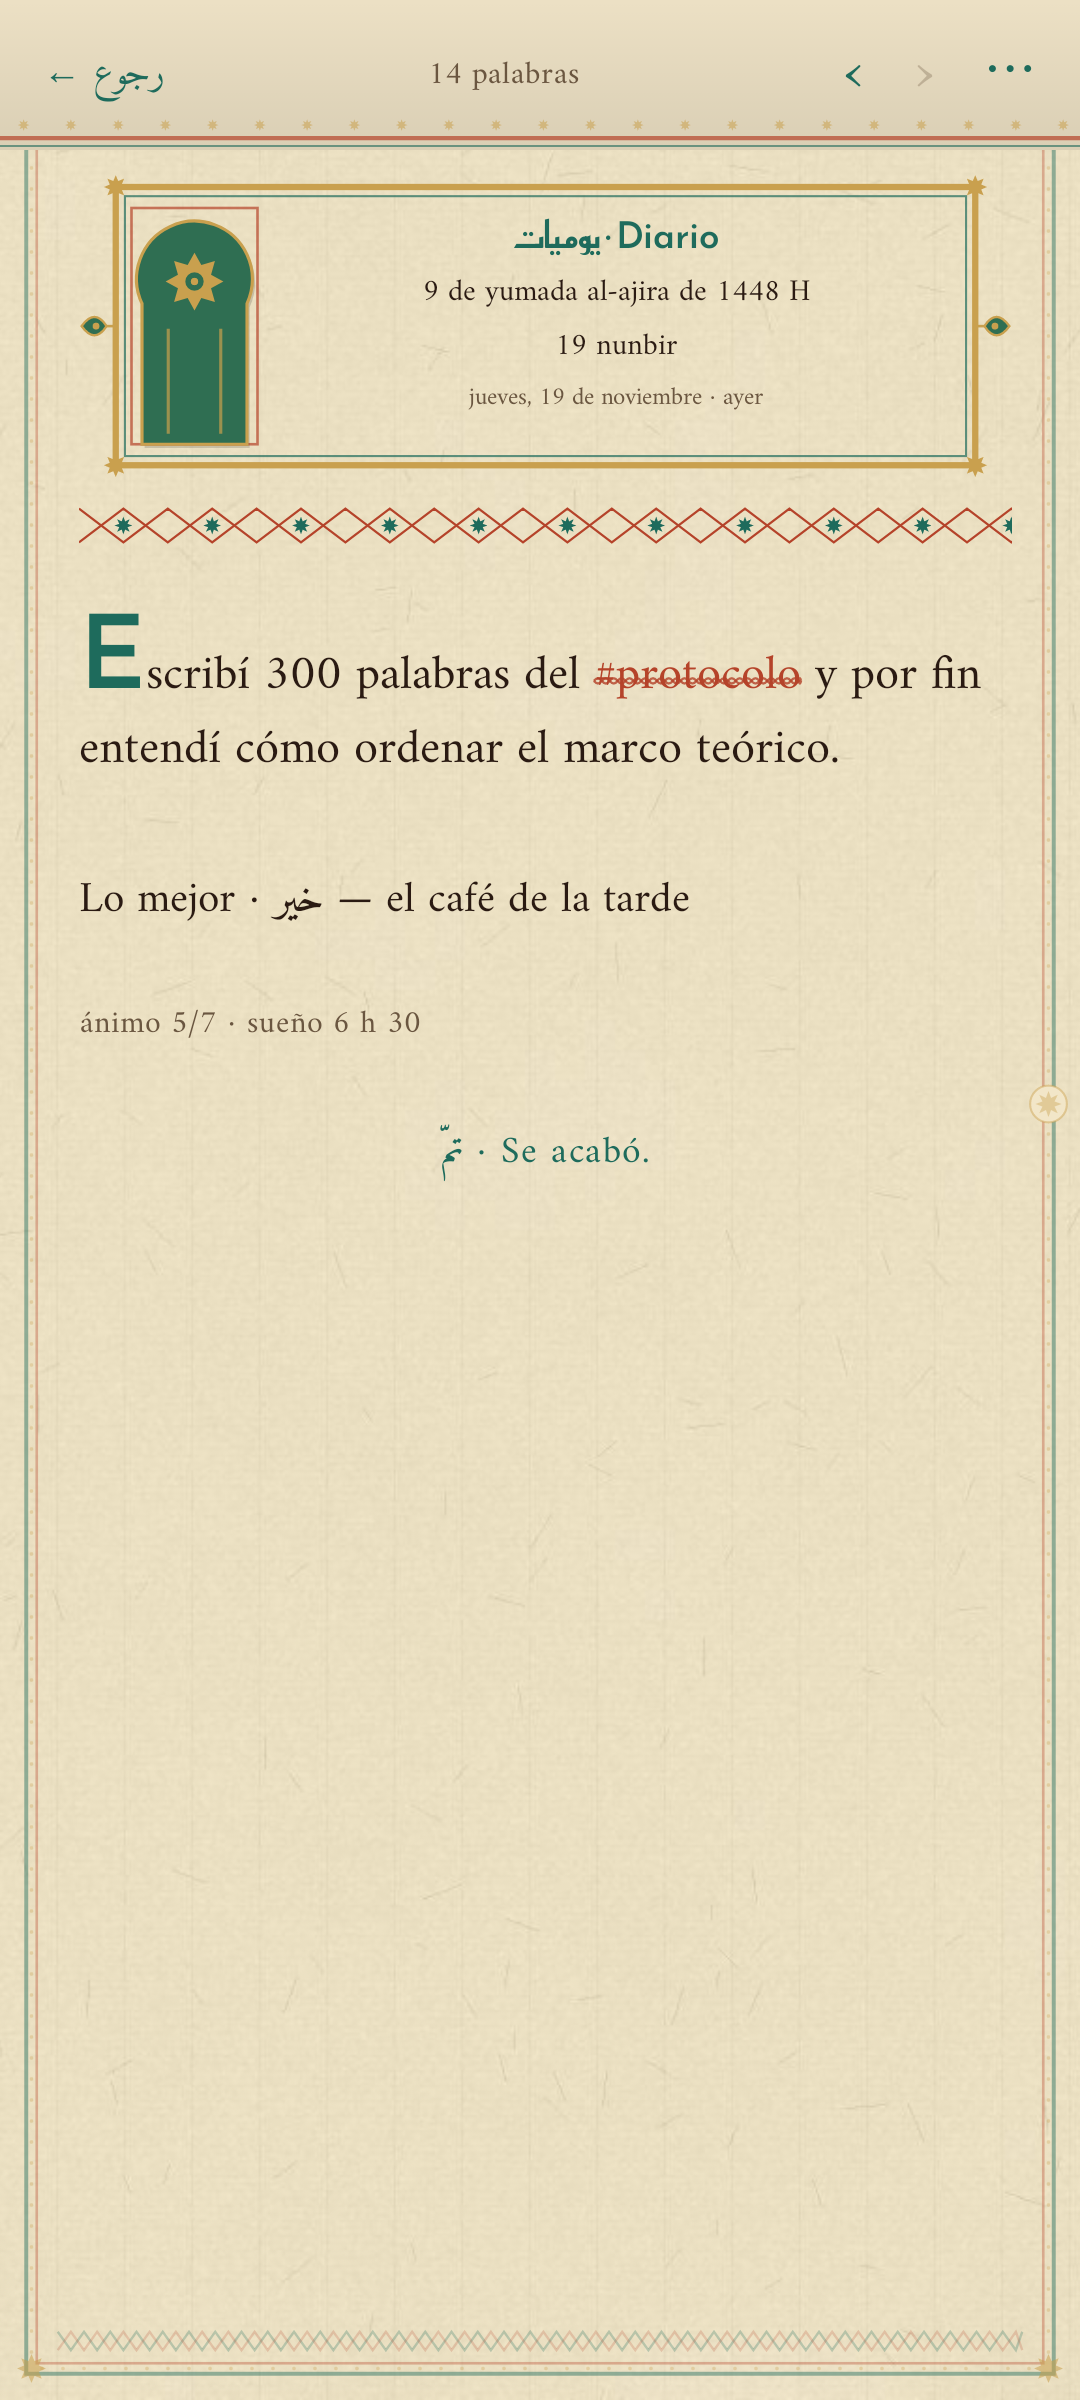 ← رجوع 14 palabras < > •••
يوميات · Diario
9 de yumada al-ajira de 1448 H
19 nunbir
jueves, 19 de noviembre · ayer
Escribí 300 palabras del #protocolo y por fin
entendí cómo ordenar el marco teórico.
Lo mejor · خير — el café de la tarde
ánimo 5/7 · sueño 6 h 30
تمّ · Se acabó.